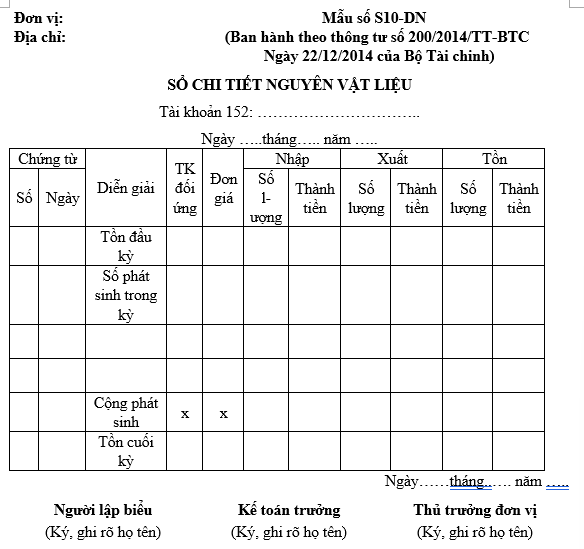 Đơn vị: Mẫu số S10-DN
Địa chỉ: (Ban hành theo thông tư số 200/2014/TT-BTC
Ngày 22/12/2014 của Bộ Tài chinh)
SỔ CHI TIẾT NGUYÊN VẬT LIỆU
Tài khoản 152: …………………………..
Ngày …..tháng….. năm …..
Chứng từ Diễn giải TK đối ứng Đơn giá Nhập Xuất Tồn
Số Ngày Số l-ượng Thành tiền Số lượng Thành tiền Số lượng Thành tiền
Tồn đầu
kỳ
Số phát
sinh trong
kỳ
Cộng phát
sinh x x
Tồn cuối
kỳ
Ngày……tháng..…. năm …..
Người lập biểu Kế toán trưởng Thủ trưởng đơn vị
(Ký, ghi rõ họ tên) (Ký, ghi rõ họ tên) (Ký, ghi rõ họ tên)